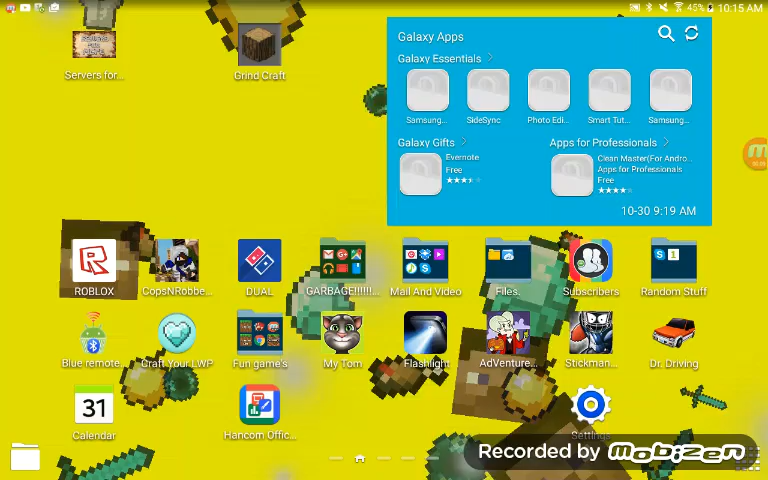 45% 10:15 AM
Galaxy Apps
Galaxy Essentials
Samsung... SideSync Photo Edi... Smart Tut... Samsung...
Galaxy Gifts
Apps for Professionals
Evernote
Free
Clean Master(For Andro..
Apps for Professionals
Free
10-30 9:19 AM
Servers for...
Grind Craft
ROBLOX CopsNRobbe... DUAL GARBAGE!!!!!!... Mail And Video Files. Subscribers Random Stuff
Blue remote... Craft Your LWP Fun game's My Tom Flashlight AdVenture... Stickman... Dr. Driving
31
Calendar Hancom Offic... Settings
Recorded by mobizen